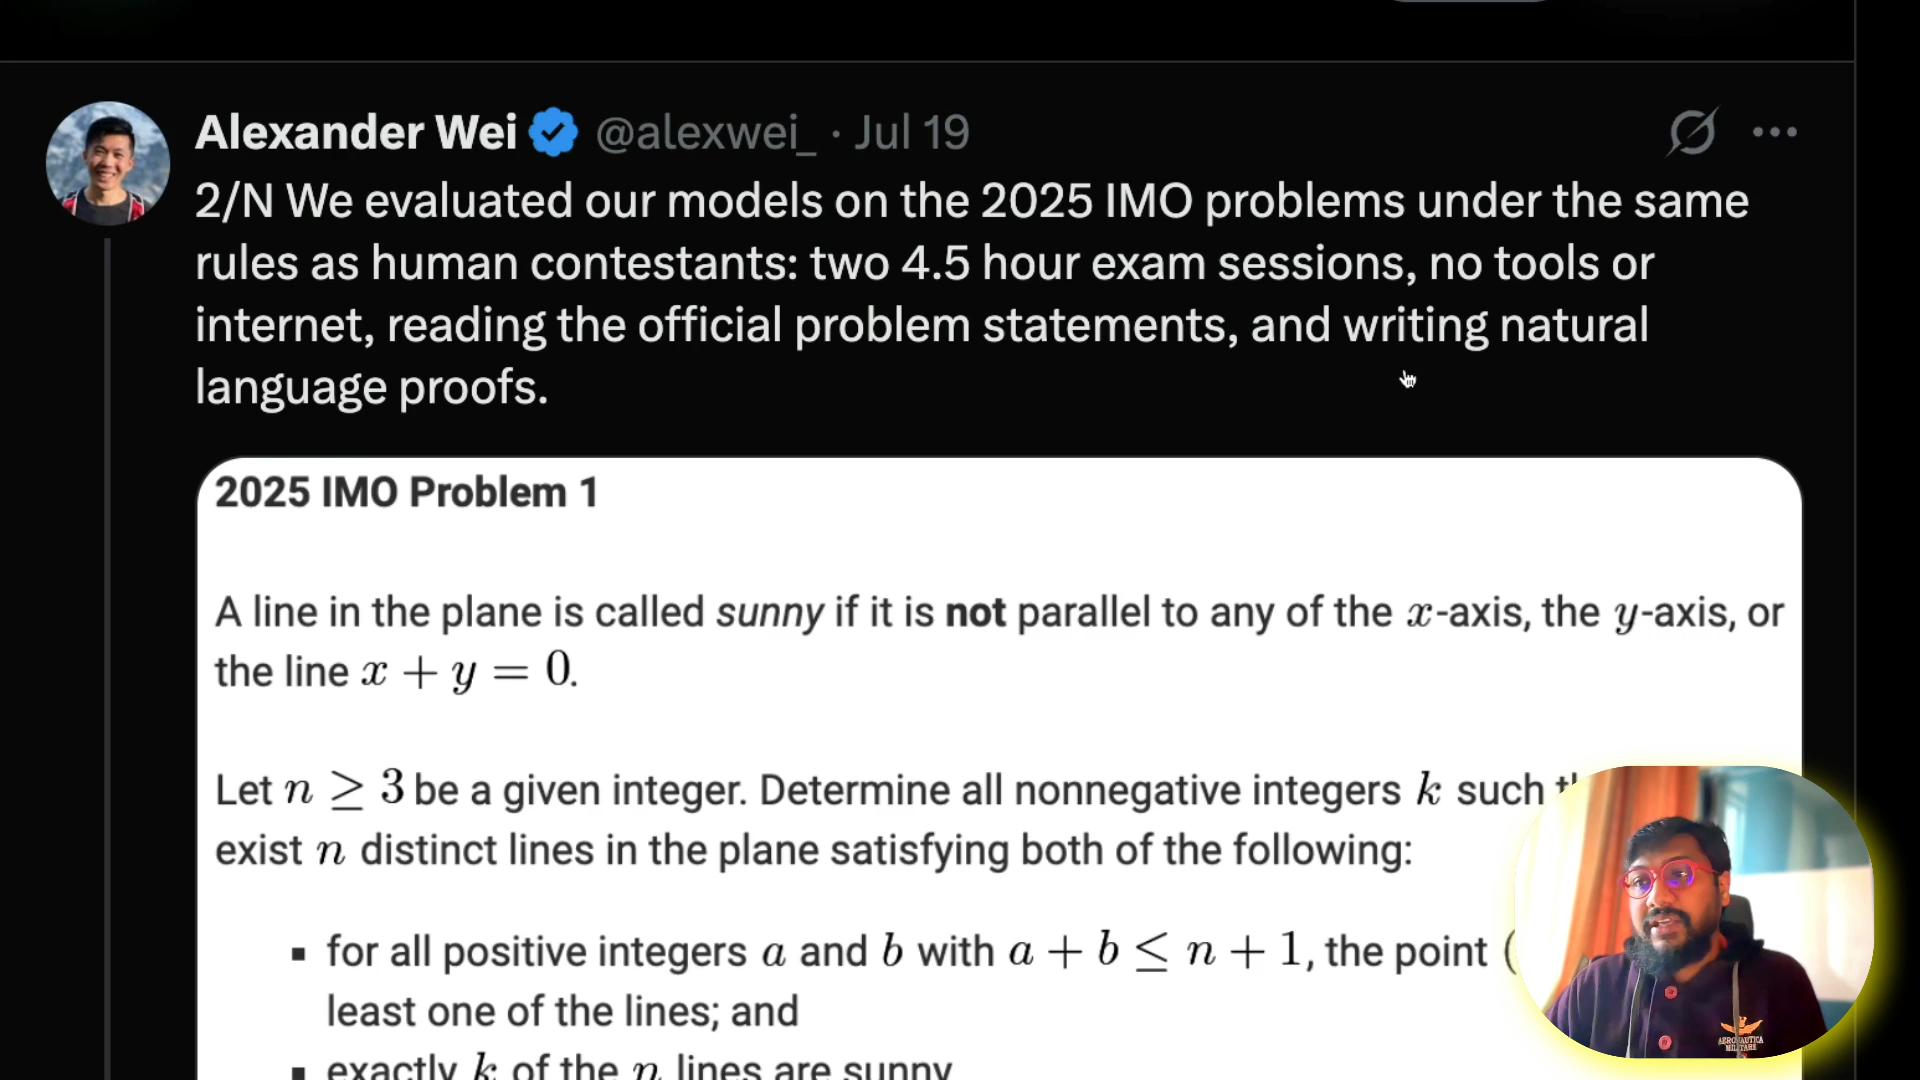 Alexander Wei @alexwei_ · Jul 19
2/N We evaluated our models on the 2025 IMO problems under the same
rules as human contestants: two 4.5 hour exam sessions, no tools or
internet, reading the official problem statements, and writing natural
language proofs.
2025 IMO Problem 1
A line in the plane is called sunny if it is not parallel to any of the x-axis, the y-axis, or
the line x + y = 0.
Let n ≥ 3 be a given integer. Determine all nonnegative integers k such
exist n distinct lines in the plane satisfying both of the following:
▪ for all positive integers a and b with a + b ≤ n + 1, the point (
least one of the lines; and
▪ exactly k of the n lines are sunny
AERONAUTICA
MILITARE